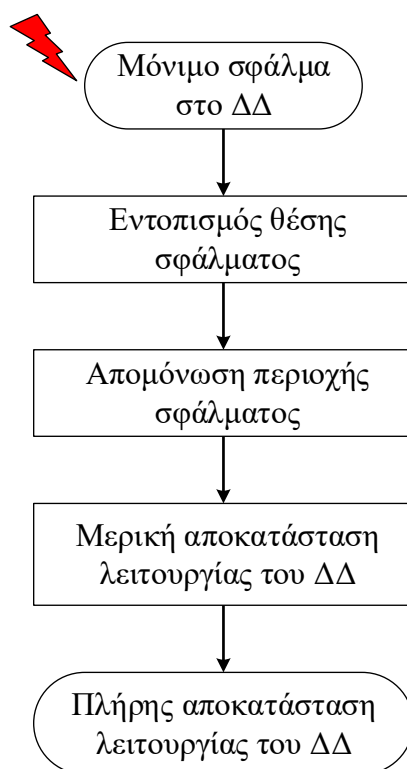 Μόνιμο σφάλμα
στο ΔΔ
Εντοπισμός θέσης
σφάλματος
Απομόνωση περιοχής
σφάλματος
Μερική αποκατάσταση
λειτουργίας του ΔΔ
Πλήρης αποκατάσταση
λειτουργίας του ΔΔ